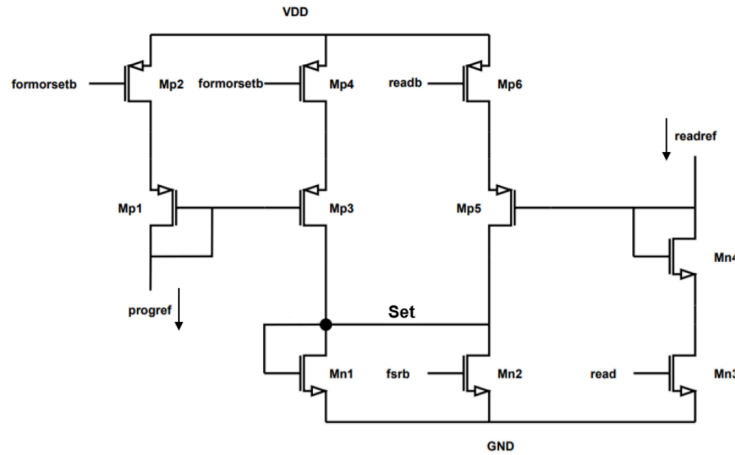 VDD
formorsetb
Mp2
formorsetb
Mp4
readb
Mp6
readref
Mp1
Mp3
Mp5
Mn4
progref
Set
Mn1
fsrb
Mn2
read
Mn3
GND